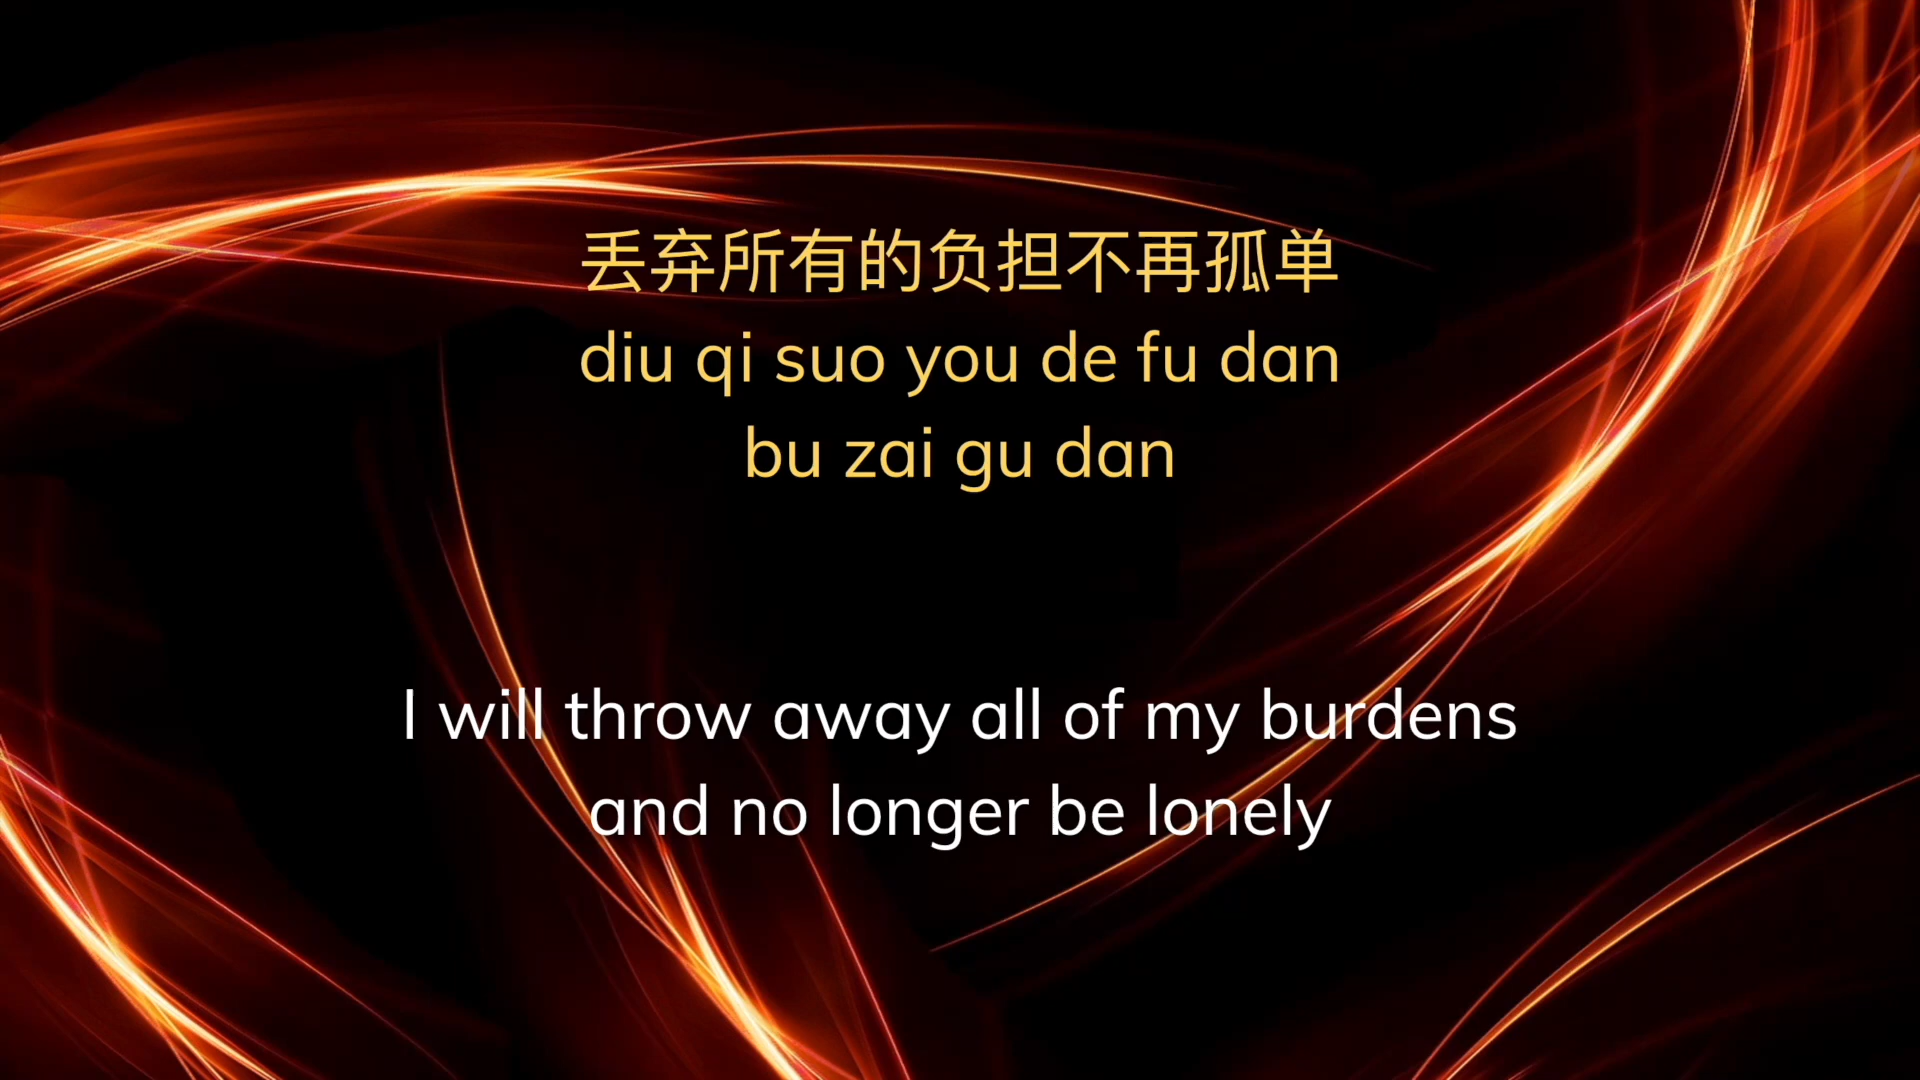 丢弃所有的负担不再孤单
diu qi suo you de fu dan
bu zai gu dan
I will throw away all of my burdens
and no longer be lonely